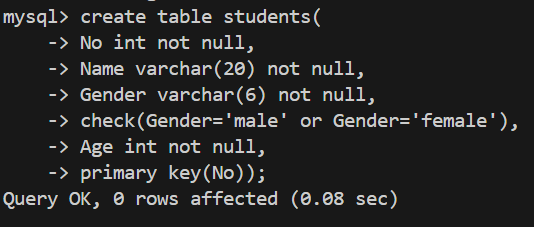 mysql> create table students(
    -> No int not null,
    -> Name varchar(20) not null,
    -> Gender varchar(6) not null,
    -> check(Gender='male' or Gender='female'),
    -> Age int not null,
    -> primary key(No));
Query OK, 0 rows affected (0.08 sec)